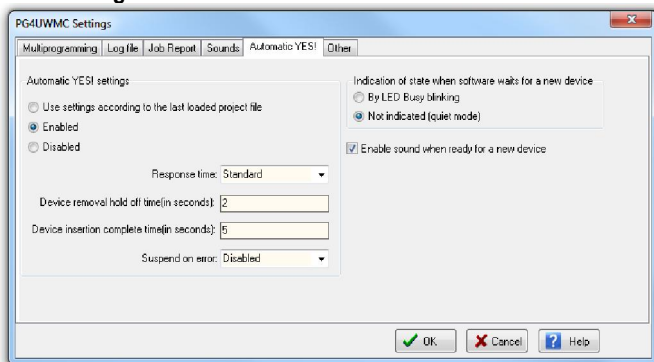 PG4UWMC Settings
Multiprogramming Log file Job Report Sounds Automatic YES! Other
Automatic YES! settings
Use settings according to the last loaded project file
Enabled
Disabled
Response time: Standard
Device removal hold off time(in seconds): 2
Device insertion complete time(in seconds): 5
Suspend on error: Disabled
Indication of state when software waits for a new device
By LED Busy blinking
Not indicated (quiet mode)
Enable sound when ready for a new device
OK Cancel Help